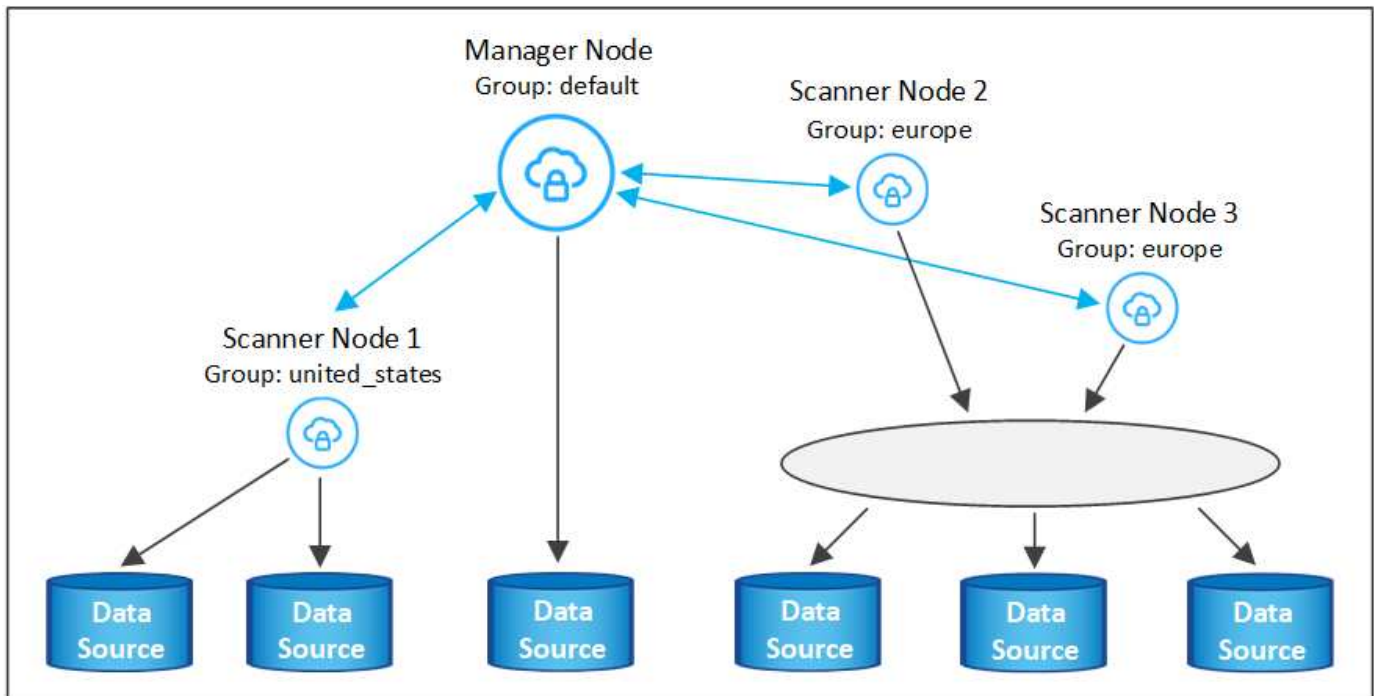 Manager Node
Group: default
Scanner Node 2
Group: europe
Scanner Node 3
Group: europe
Scanner Node 1
Group: united_states
Data
Source
Data
Source
Data
Source
Data
Source
Data
Source
Data
Source